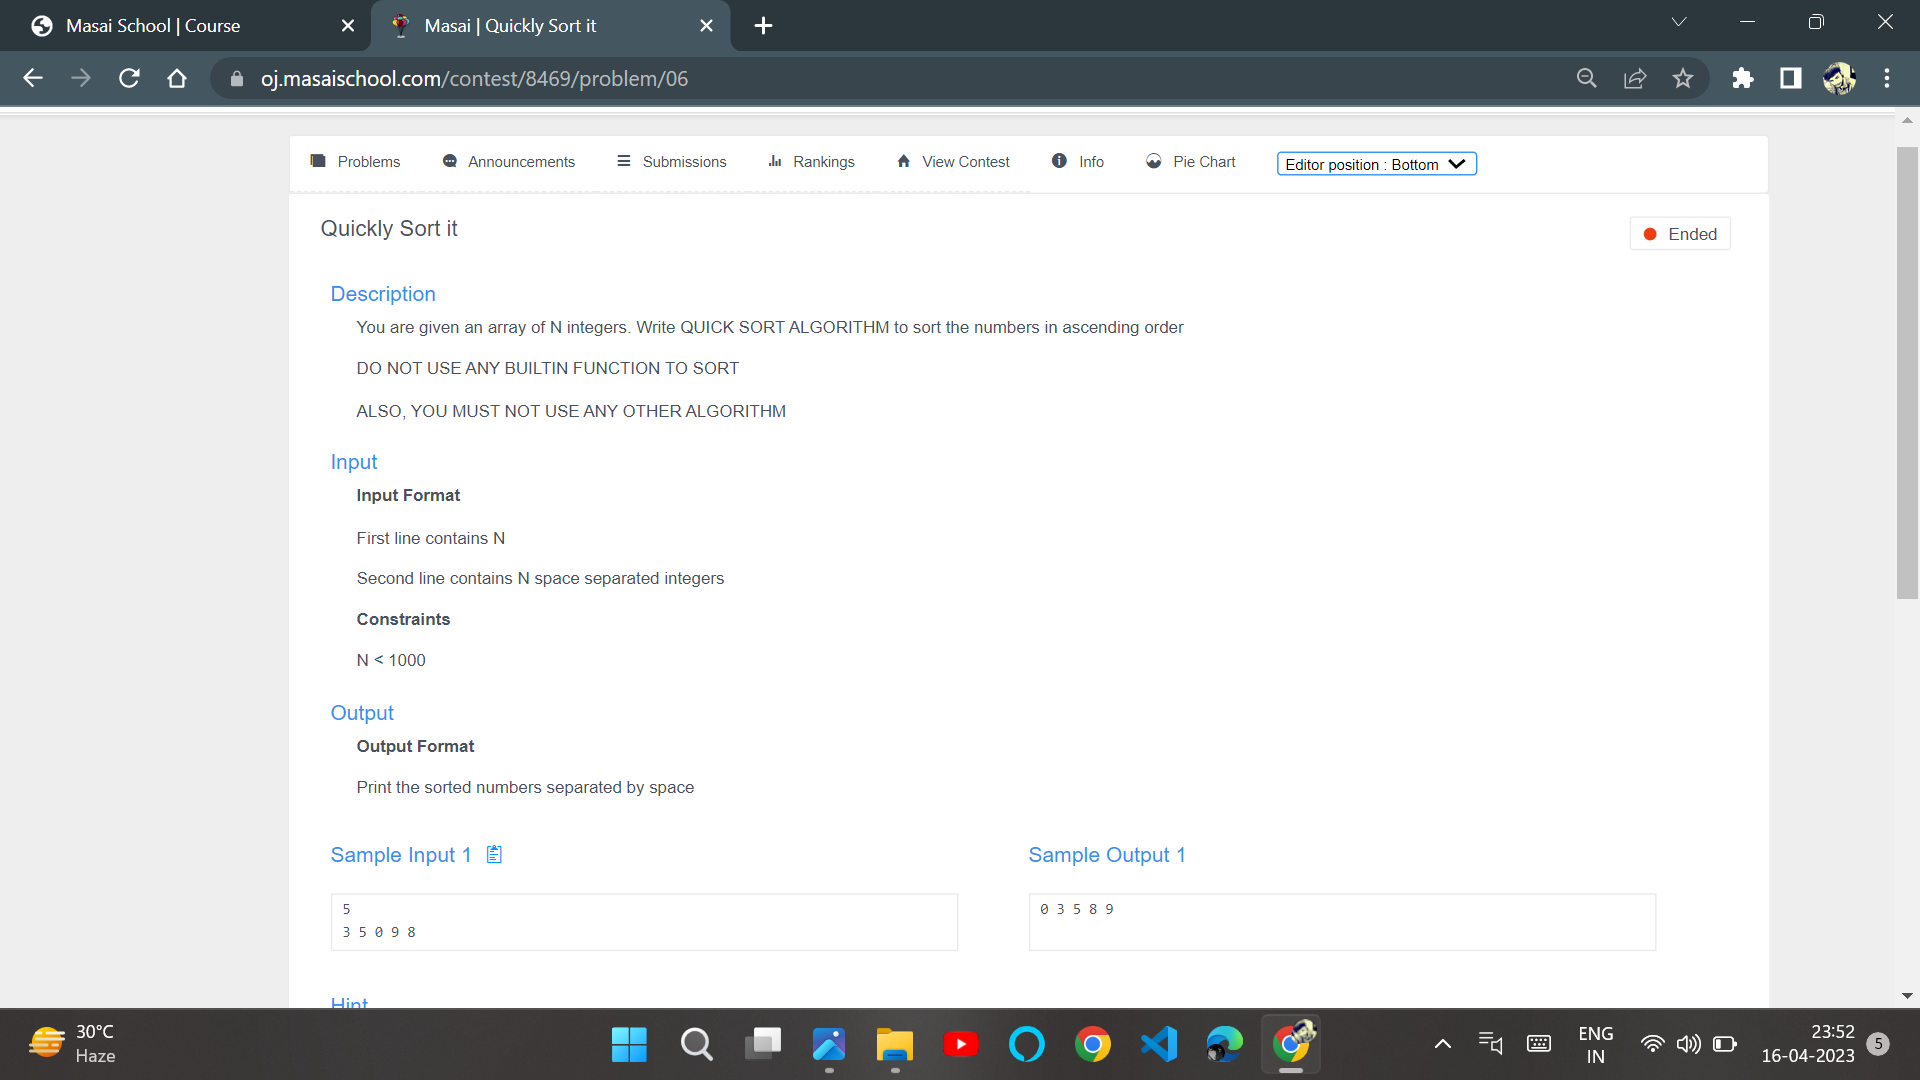 Masai School | Course
Masai | Quickly Sort it
oj.masaischool.com/contest/8469/problem/06
Problems
Announcements
Submissions
Rankings
View Contest
Info
Pie Chart
Editor position : Bottom
Quickly Sort it
Ended
Description
You are given an array of N integers. Write QUICK SORT ALGORITHM to sort the numbers in ascending order
DO NOT USE ANY BUILTIN FUNCTION TO SORT
ALSO, YOU MUST NOT USE ANY OTHER ALGORITHM
Input
Input Format
First line contains N
Second line contains N space separated integers
Constraints
N < 1000
Output
Output Format
Print the sorted numbers separated by space
Sample Input 1
Sample Output 1
5
3 5 0 9 8
0 3 5 8 9
Hint
30°C
Haze
ENG
IN
23:52
16-04-2023
5